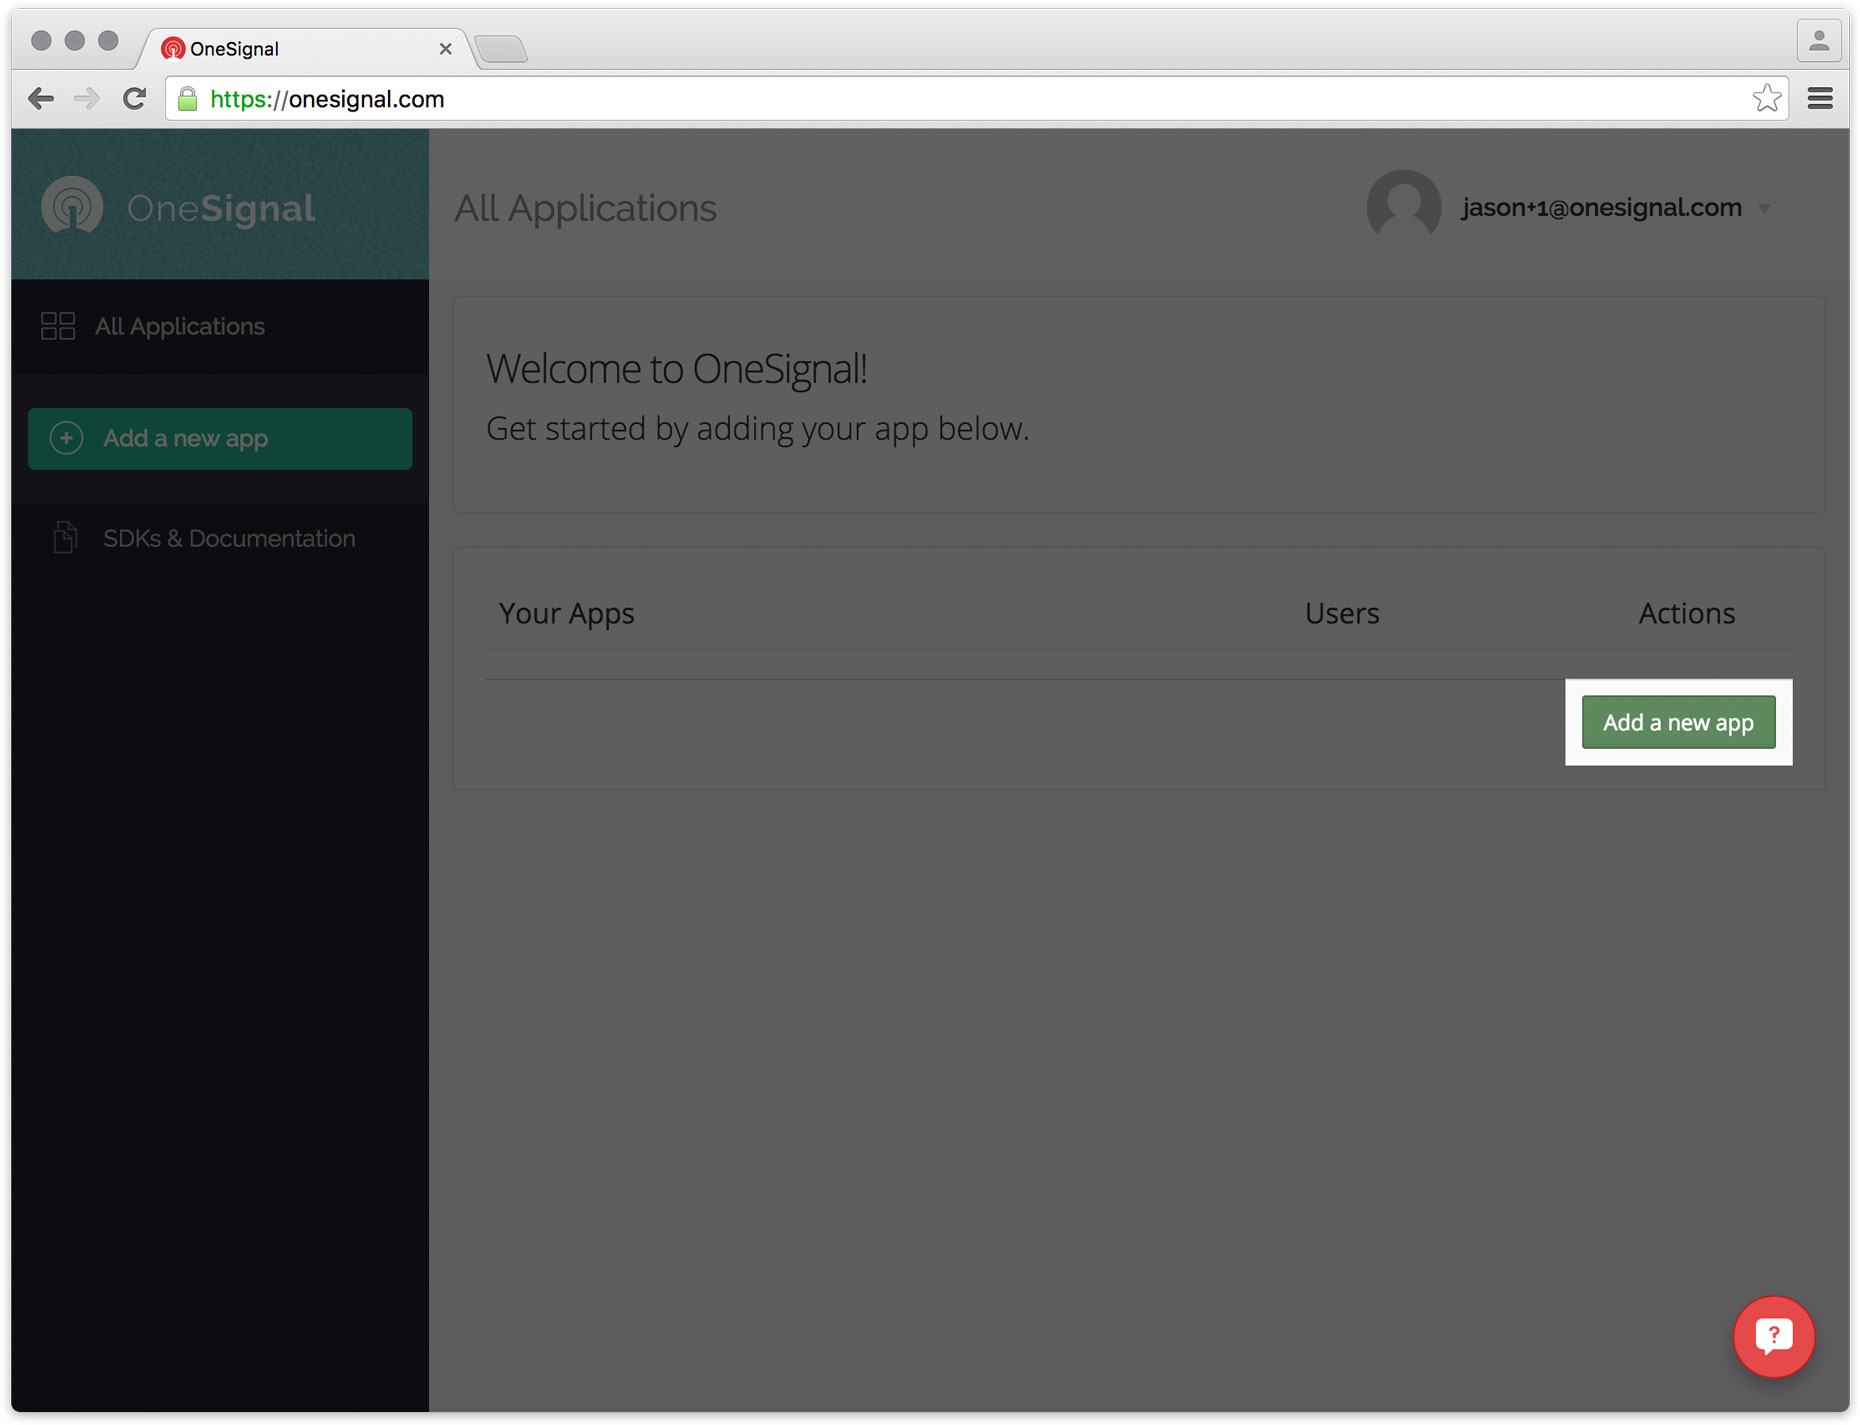 OneSignal
https://onesignal.com
OneSignal
All Applications
jason+1@onesignal.com
All Applications
Add a new app
SDKs & Documentation
Welcome to OneSignal!
Get started by adding your app below.
Your Apps Users Actions
Add a new app
?